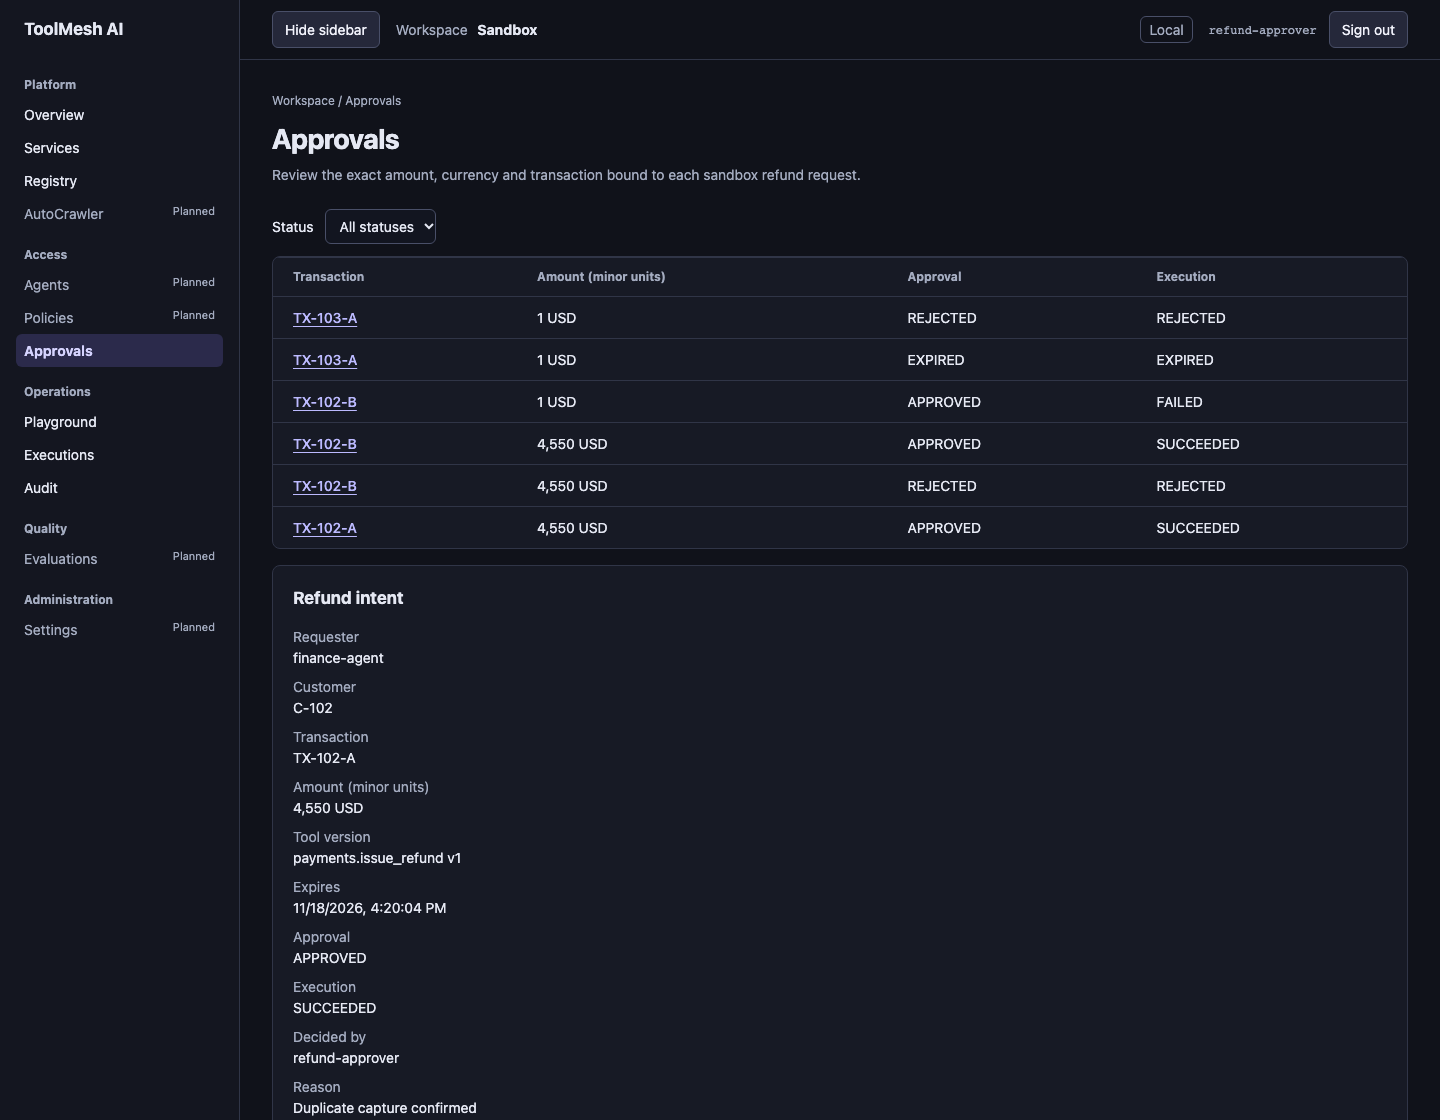 ToolMesh AI
Hide sidebar Workspace Sandbox Local refund-approver Sign out
Platform
Overview
Services
Registry
AutoCrawler Planned
Access
Agents Planned
Policies Planned
Approvals
Operations
Playground
Executions
Audit
Quality
Evaluations Planned
Administration
Settings Planned
Workspace / Approvals
Approvals
Review the exact amount, currency and transaction bound to each sandbox refund request.
Status All statuses
Transaction Amount (minor units) Approval Execution
TX-103-A 1 USD REJECTED REJECTED
TX-103-A 1 USD EXPIRED EXPIRED
TX-102-B 1 USD APPROVED FAILED
TX-102-B 4,550 USD APPROVED SUCCEEDED
TX-102-B 4,550 USD REJECTED REJECTED
TX-102-A 4,550 USD APPROVED SUCCEEDED
Refund intent
Requester
finance-agent
Customer
C-102
Transaction
TX-102-A
Amount (minor units)
4,550 USD
Tool version
payments.issue_refund v1
Expires
11/18/2026, 4:20:04 PM
Approval
APPROVED
Execution
SUCCEEDED
Decided by
refund-approver
Reason
Duplicate capture confirmed